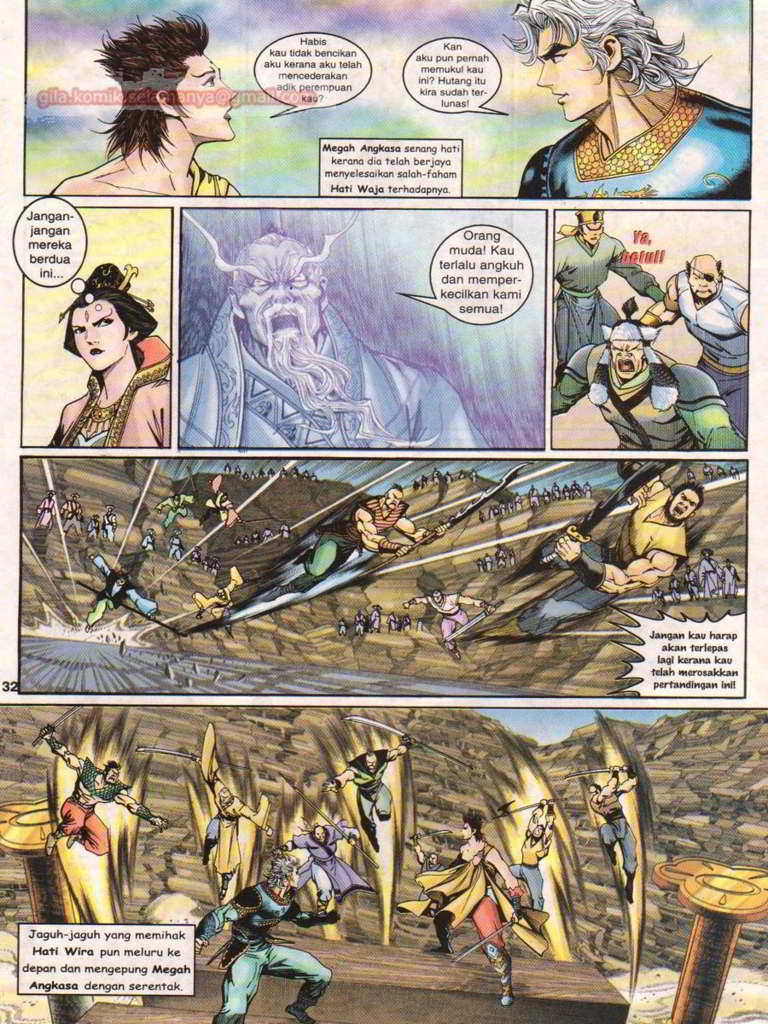 Habis
kau tidak bencikan
aku kerana aku telah
mencederakan
adik perempuan
kau?
Kan
aku pun pernah
memukul kau
ini? Hutang itu
kira sudah ter-
lunas!
Megah Angkasa senang hati
kerana dia telah berjaya
menyelesaikan salah-faham
Hati Waja terhadapnya.
Jangan-
jangan
mereka
berdua
ini...
Orang
muda! Kau
terlalu angkuh
dan memper-
kecilkan kami
semua!
Ya,
Jangan kau harap
akan terlepas
lagi kerana kau
telah merosakkan
pertandingan ini!
32
Jaguh-jaguh yang memihak
Hati Wira pun meluru ke
depan dan mengepung Megah
Angkasa dengan serentak.